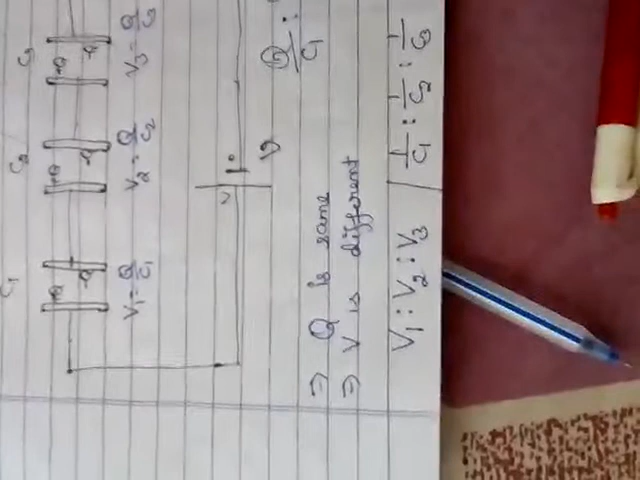 C₁ C₂ C₃
+Q -Q +Q -Q +Q -Q
V₁ = Q/C₁ V₂ = Q/C₂ V₃ = Q/C₃
V
⇒ Q is same
⇒ V is different
V₁ : V₂ : V₃ / 1/C₁ : 1/C₂ : 1/C₃
Q/C₁ :